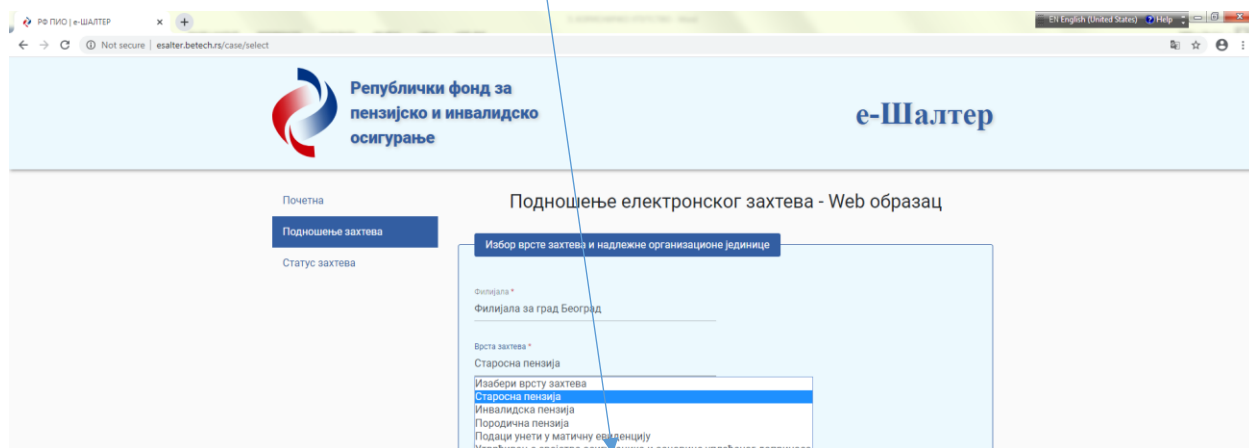 РФ ПИО | е-ШАЛТЕР
EN English (United States) Help
Not secure | esalter.betech.rs/case/select
Републички фонд за
пензијско и инвалидско
осигурање
е-Шалтер
Почетна
Подношење захтева
Статус захтева
Подношење електронског захтева - Web образац
Избор врсте захтева и надлежне организационе јединице
Филијала *
Филијала за град Београд
Врста захтева *
Старосна пензија
Изабери врсту захтева
Старосна пензија
Инвалидска пензија
Породична пензија
Подаци унети у матичну евиденцију